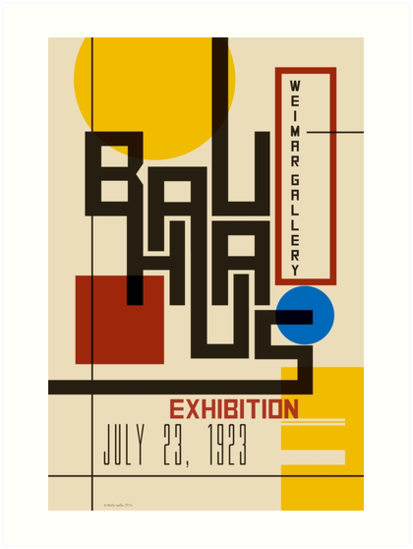 BAU
HAUS
WEIMAR GALLERY
EXHIBITION
JULY 23, 1923